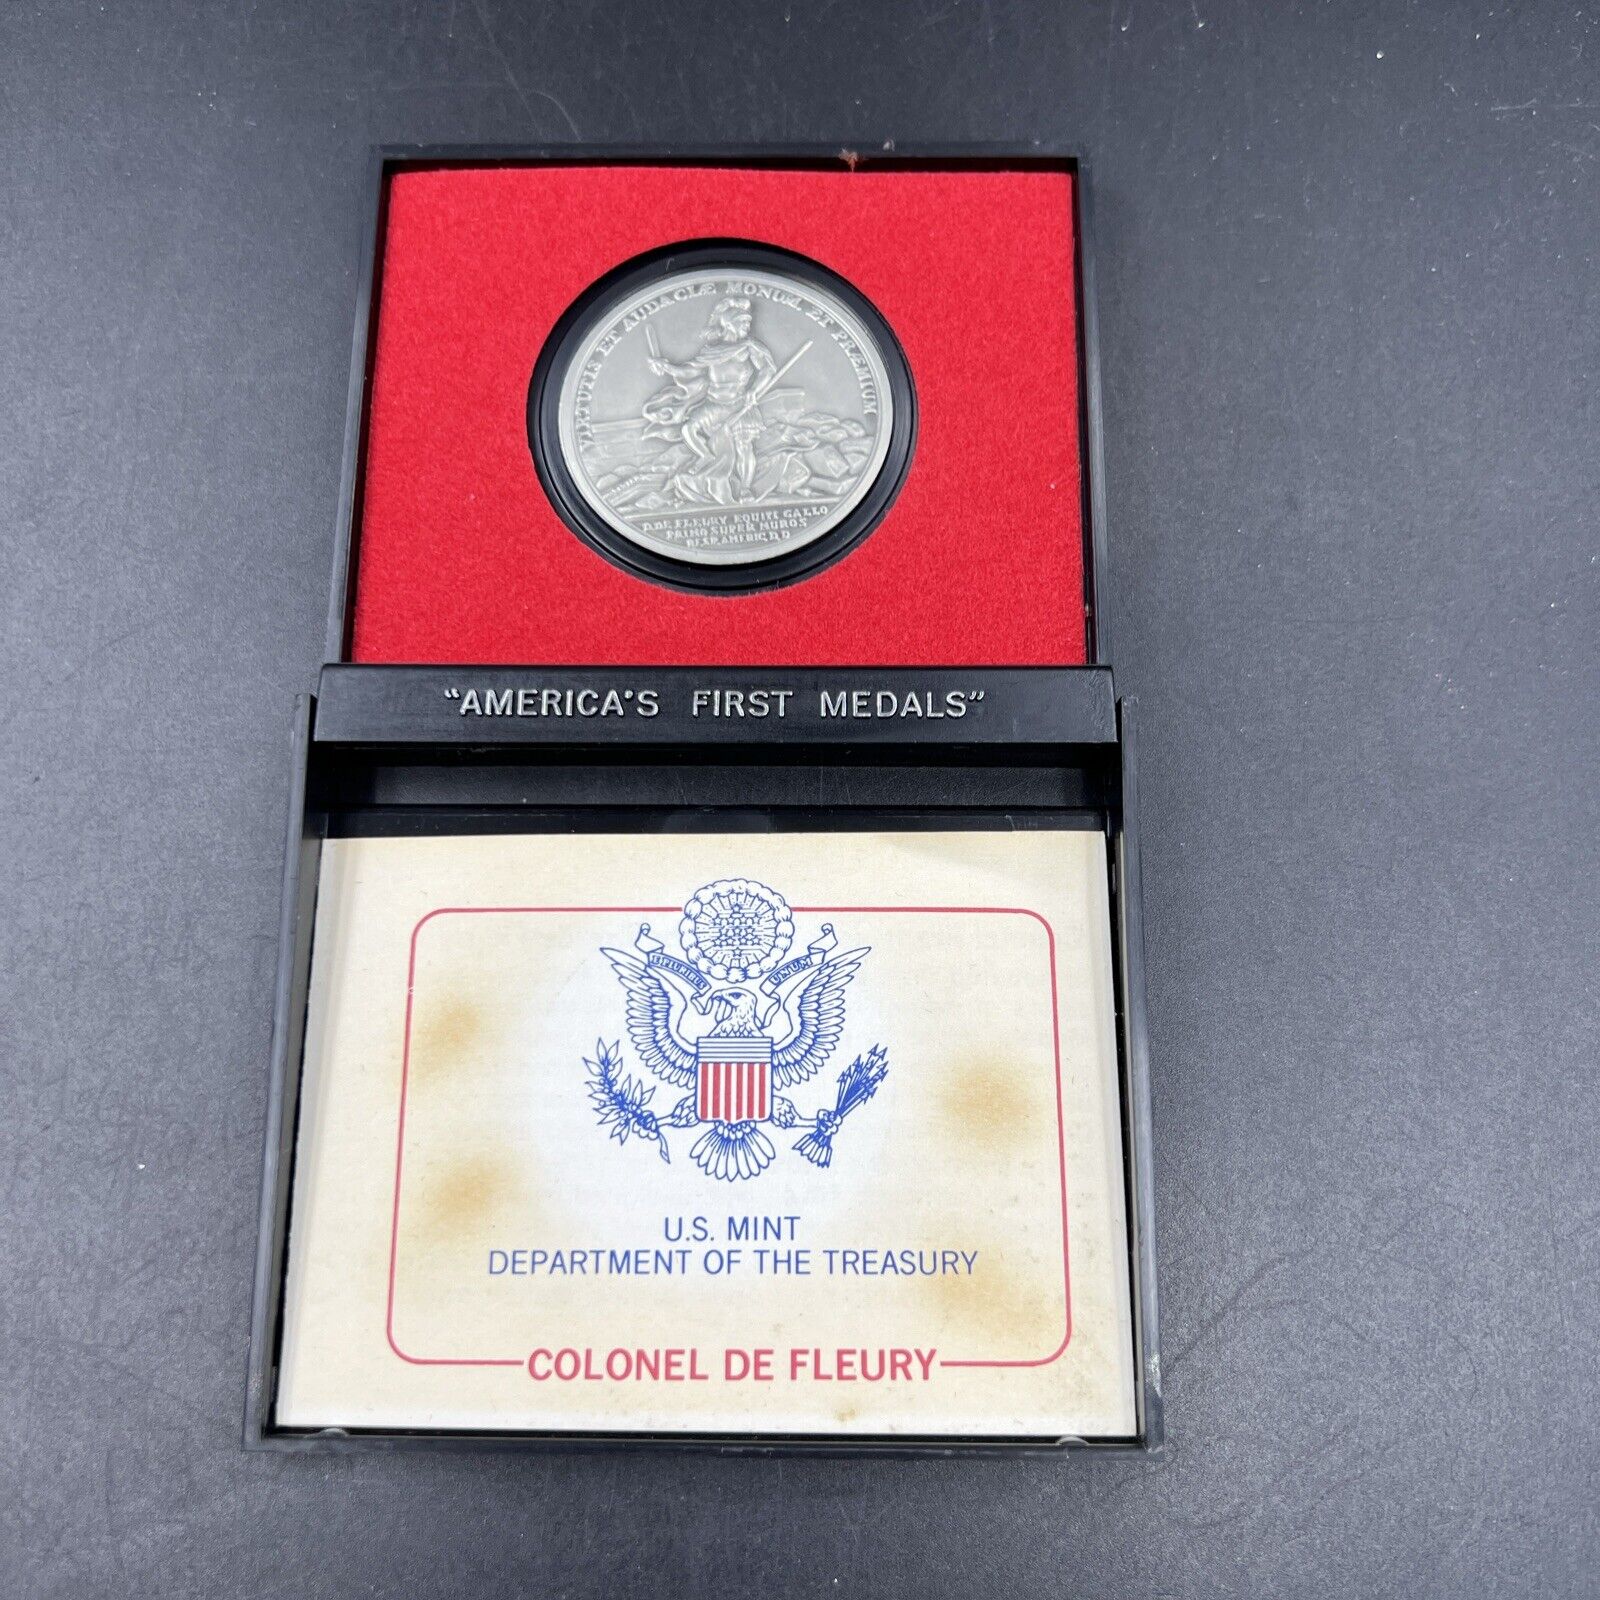 VIRTUTIS ET AUDACIÆ MONUM. ET PRÆMIUM
D.DE FLEURY EQUITI GALLO
PRIMO SUPER MUROS
RESP. AMERIC. D.D
"AMERICA'S FIRST MEDALS"
E PLURIBUS UNUM
U.S. MINT
DEPARTMENT OF THE TREASURY
COLONEL DE FLEURY